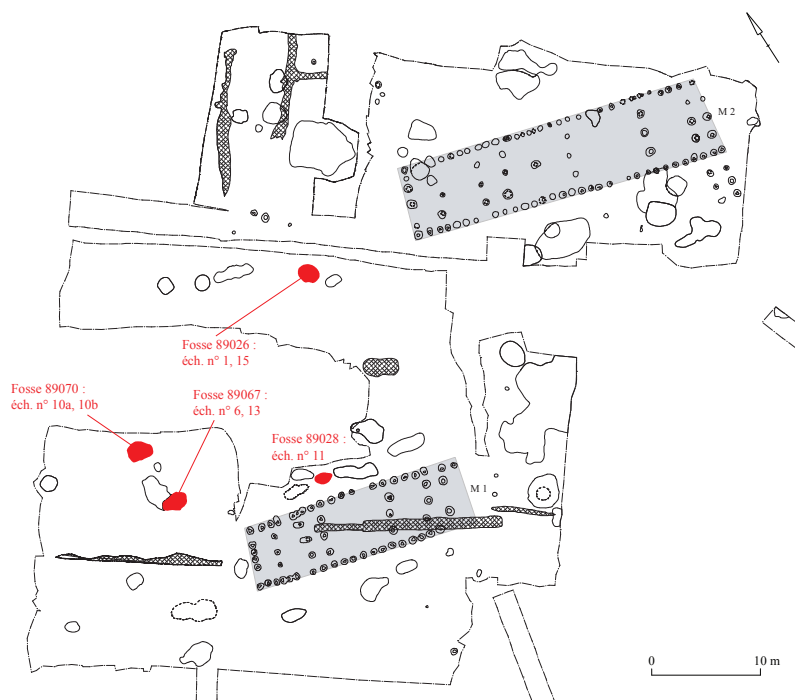 M 2
Fosse 89026 :
éch. n° 1, 15
Fosse 89070 :
éch. n° 10a, 10b
Fosse 89067 :
éch. n° 6, 13
Fosse 89028 :
éch. n° 11
M 1
0
10 m